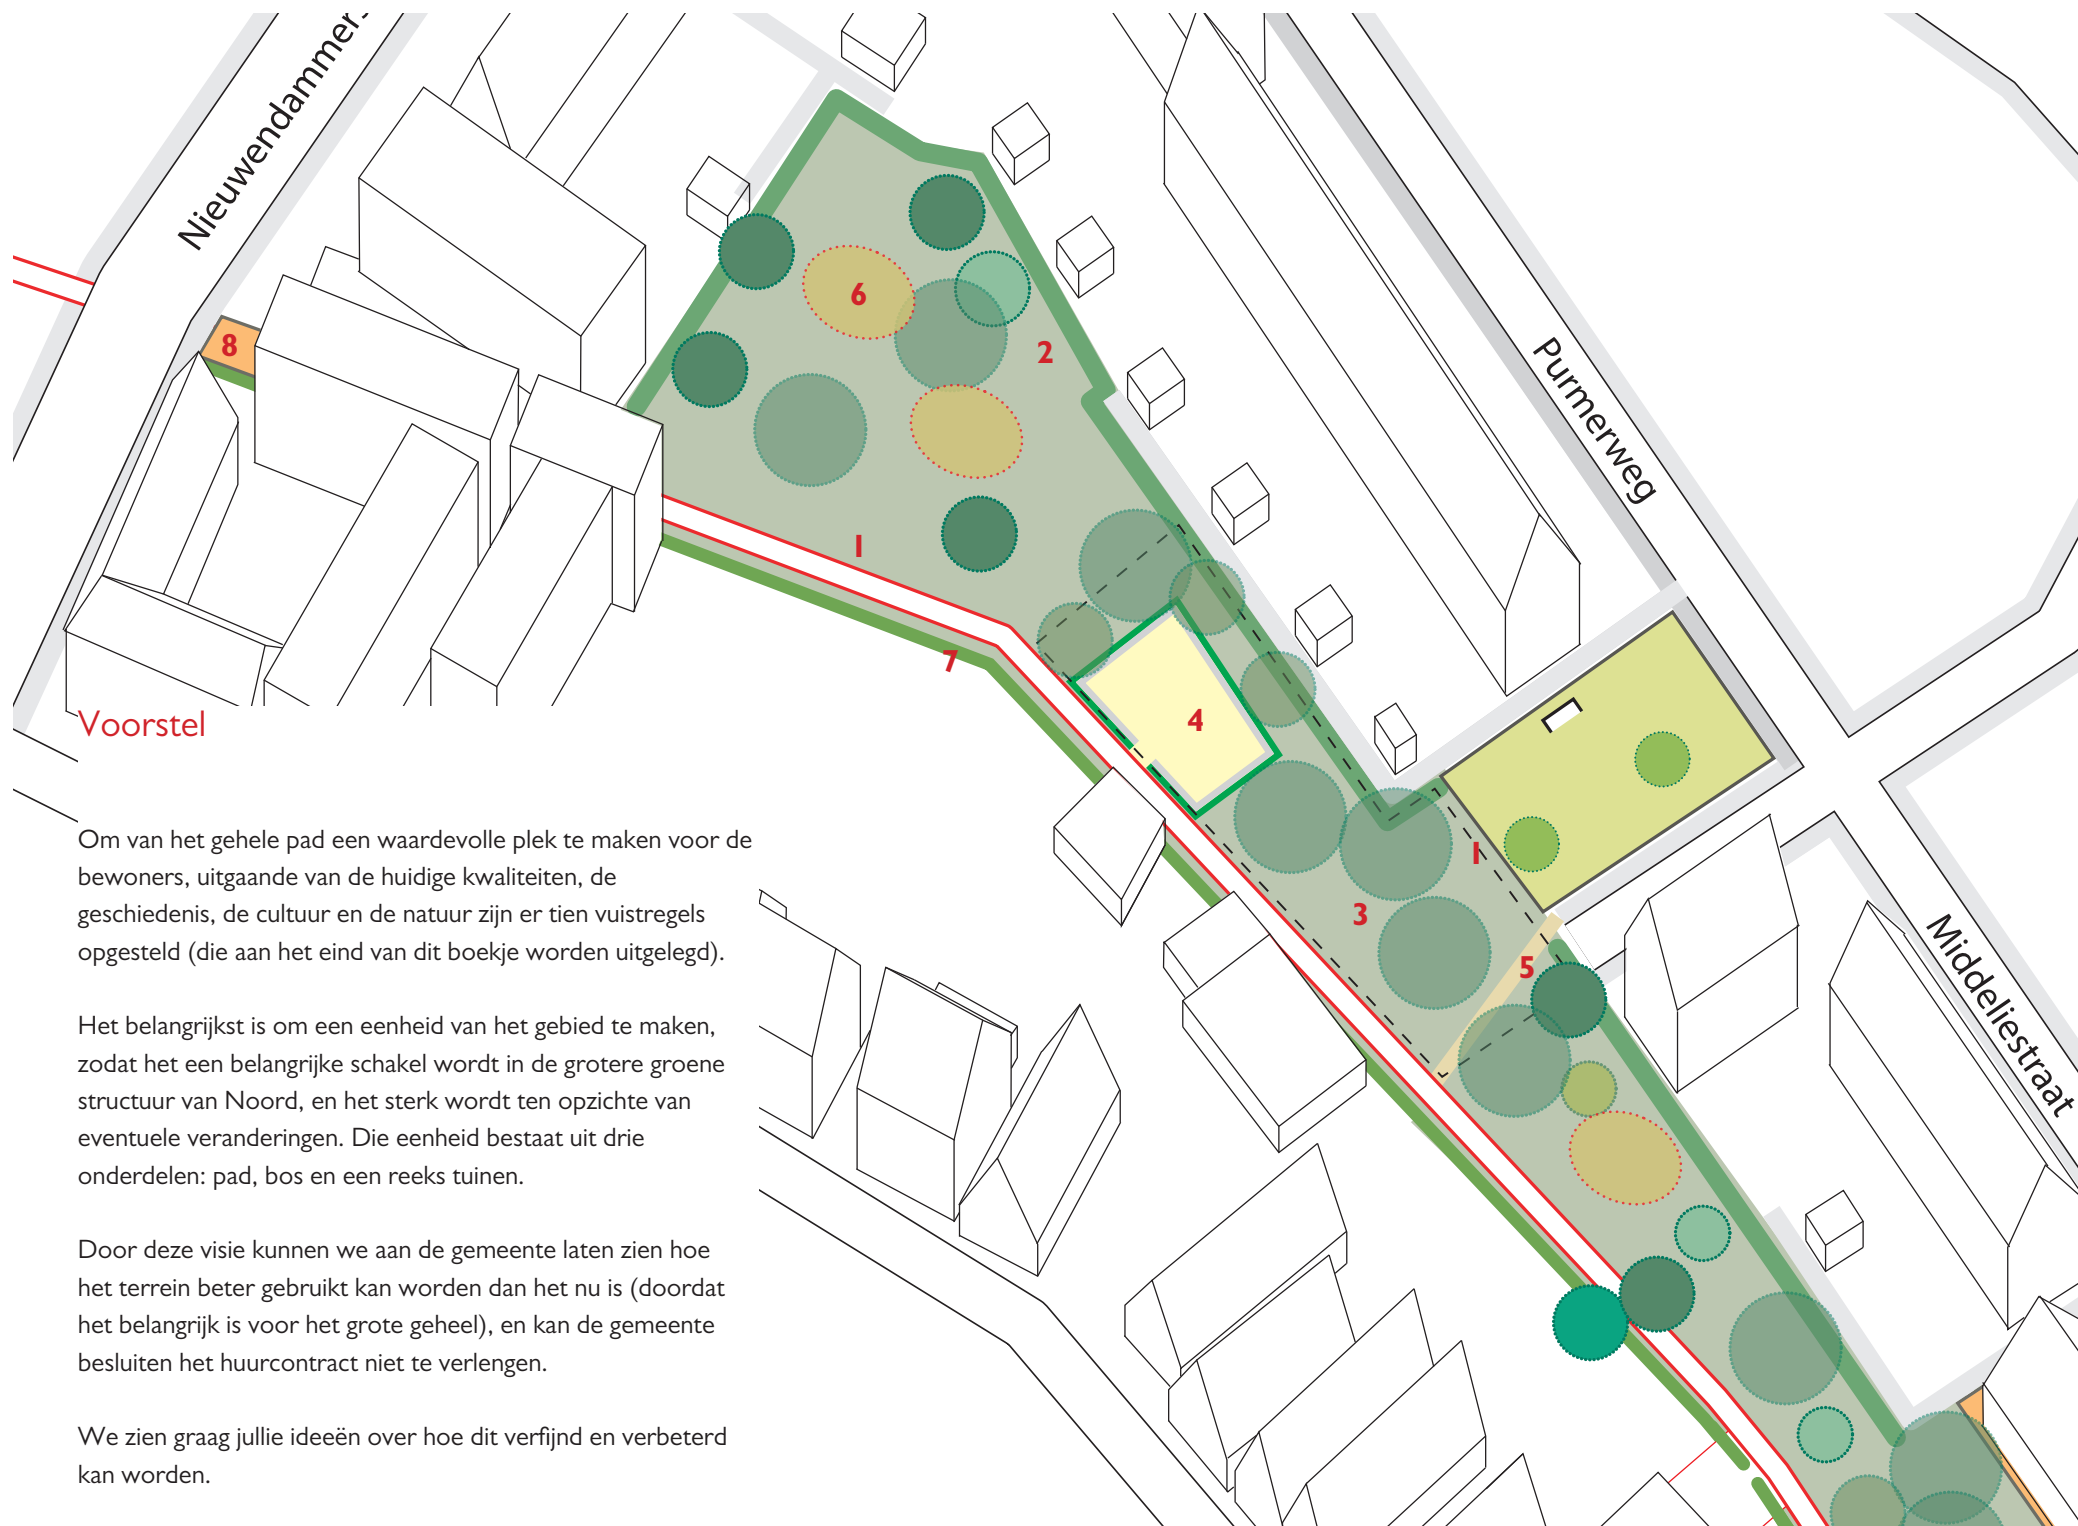 Nieuwendammers
8
6
2
Purmerweg
1
7
4
1
3
5
Middeliestraat
Voorstel
Om van het gehele pad een waardevolle plek te maken voor de
bewoners, uitgaande van de huidige kwaliteiten, de
geschiedenis, de cultuur en de natuur zijn er tien vuistregels
opgesteld (die aan het eind van dit boekje worden uitgelegd).
Het belangrijkst is om een eenheid van het gebied te maken,
zodat het een belangrijke schakel wordt in de grotere groene
structuur van Noord, en het sterk wordt ten opzichte van
eventuele veranderingen. Die eenheid bestaat uit drie
onderdelen: pad, bos en een reeks tuinen.
Door deze visie kunnen we aan de gemeente laten zien hoe
het terrein beter gebruikt kan worden dan het nu is (doordat
het belangrijk is voor het grote geheel), en kan de gemeente
besluiten het huurcontract niet te verlengen.
We zien graag jullie ideeën over hoe dit verfijnd en verbeterd
kan worden.